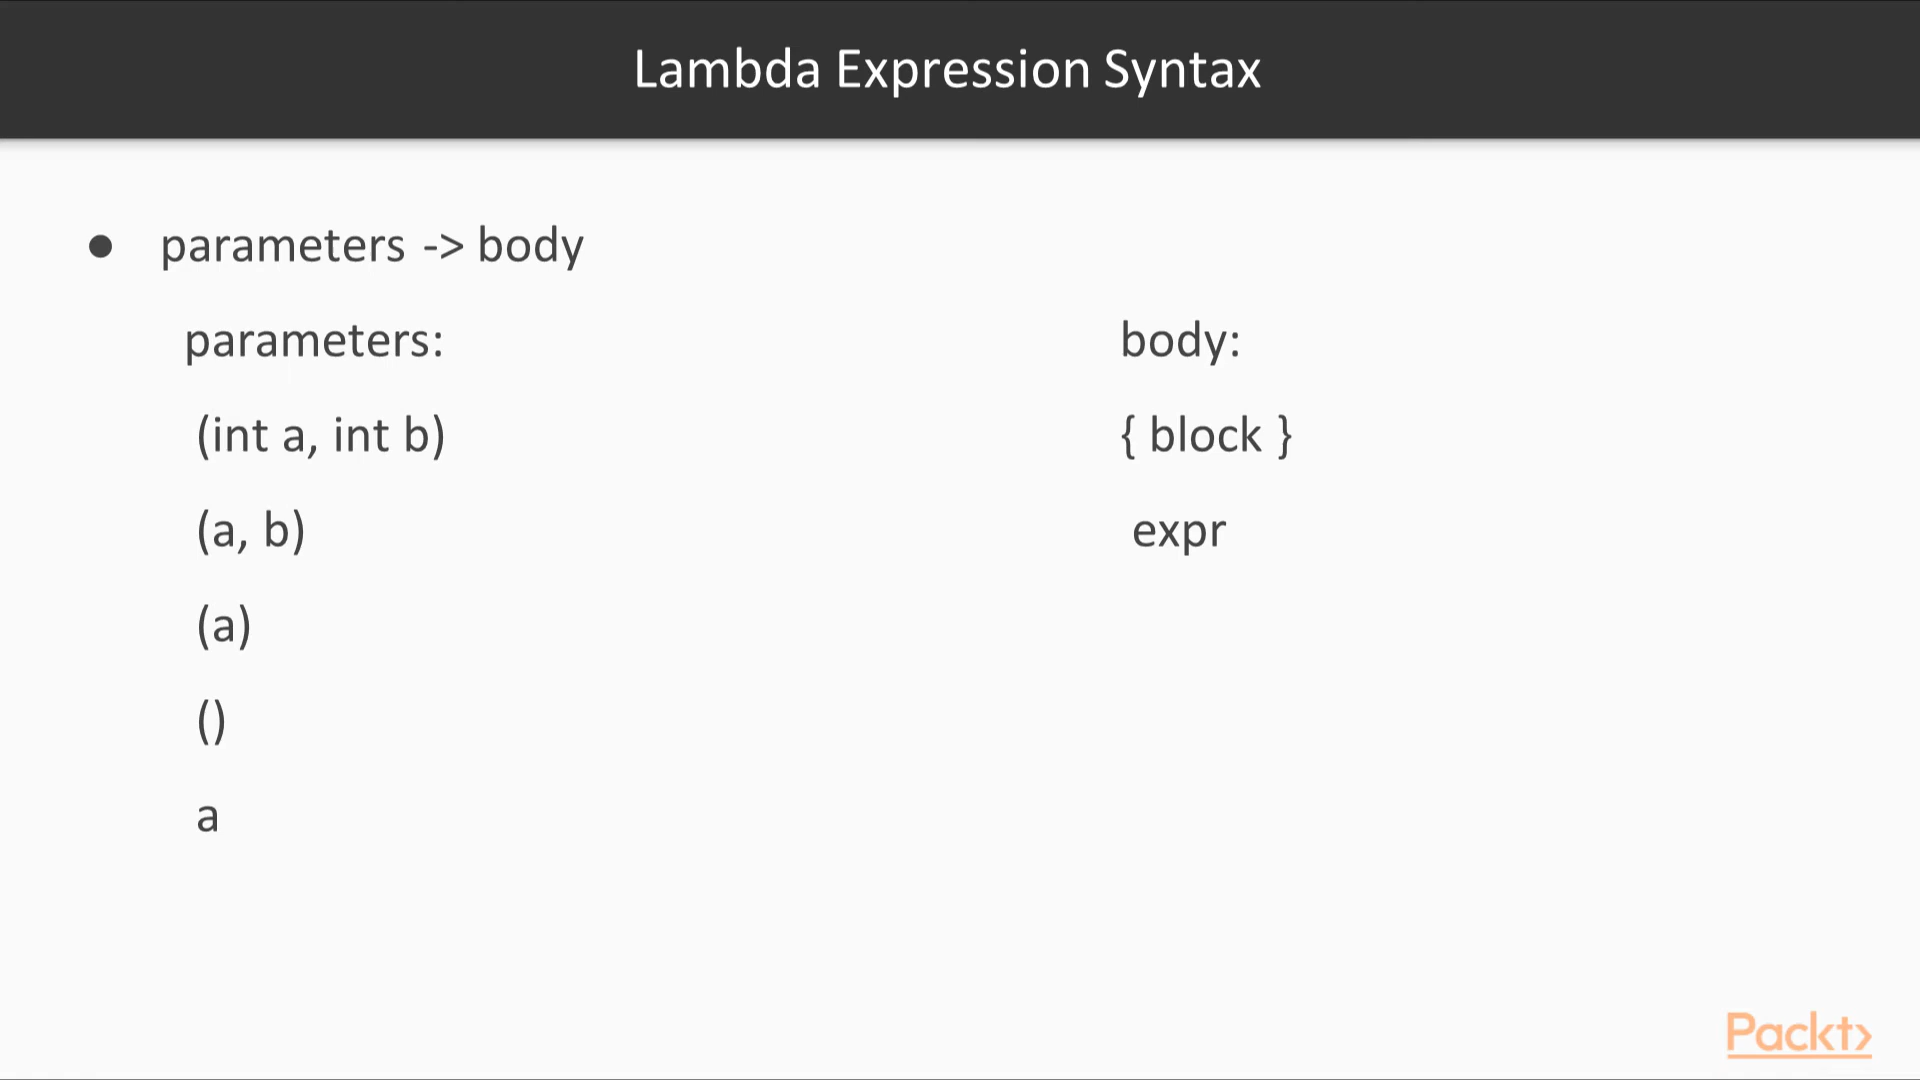 Lambda Expression Syntax
● parameters -> body
parameters:
(int a, int b)
(a, b)
(a)
()
a
body:
{ block }
expr
Packt>